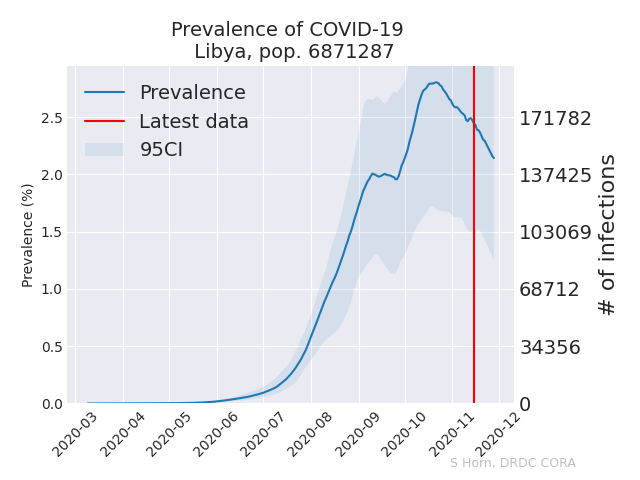 Prevalence of COVID-19
Libya, pop. 6871287
Prevalence
Latest data
95CI
Prevalence (%)
2.5
2.0
1.5
1.0
0.5
0.0
171782
137425
103069
68712
34356
0
# of infections
2020-03
2020-04
2020-05
2020-06
2020-07
2020-08
2020-09
2020-10
2020-11
2020-12
S Horn, DRDC CORA